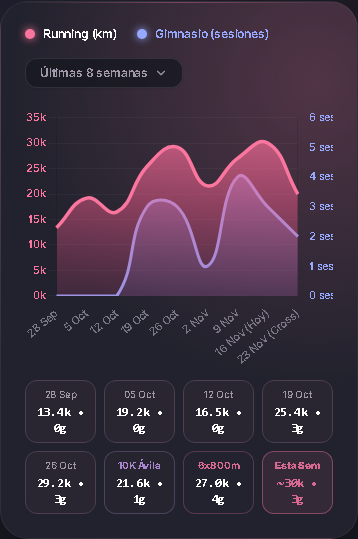 Running (km)
Gimnasio (sesiones)
Últimas 8 semanas
35k
30k
25k
20k
15k
10k
5k
0k
6 ses
5 ses
4 ses
3 ses
2 ses
1 ses
0 ses
28 Sep
5 Oct
12 Oct
19 Oct
26 Oct
2 Nov
9 Nov
16 Nov (Hoy)
23 Nov (Cross)
28 Sep
13.4k •
0g
05 Oct
19.2k •
0g
12 Oct
16.5k •
0g
19 Oct
25.4k •
3g
26 Oct
29.2k •
3g
10K Ávila
21.6k •
1g
6x800m
27.0k •
4g
Esta Sem
~30k •
3g